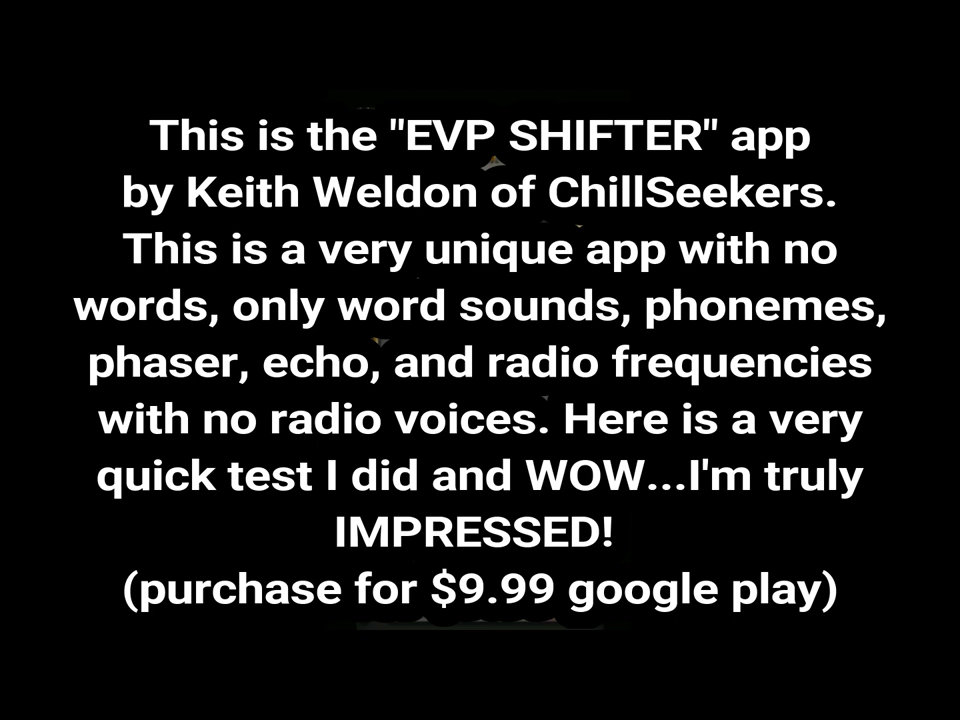 This is the "EVP SHIFTER" app
by Keith Weldon of ChillSeekers.
This is a very unique app with no
words, only word sounds, phonemes,
phaser, echo, and radio frequencies
with no radio voices. Here is a very
quick test I did and WOW...I'm truly
IMPRESSED!
(purchase for $9.99 google play)